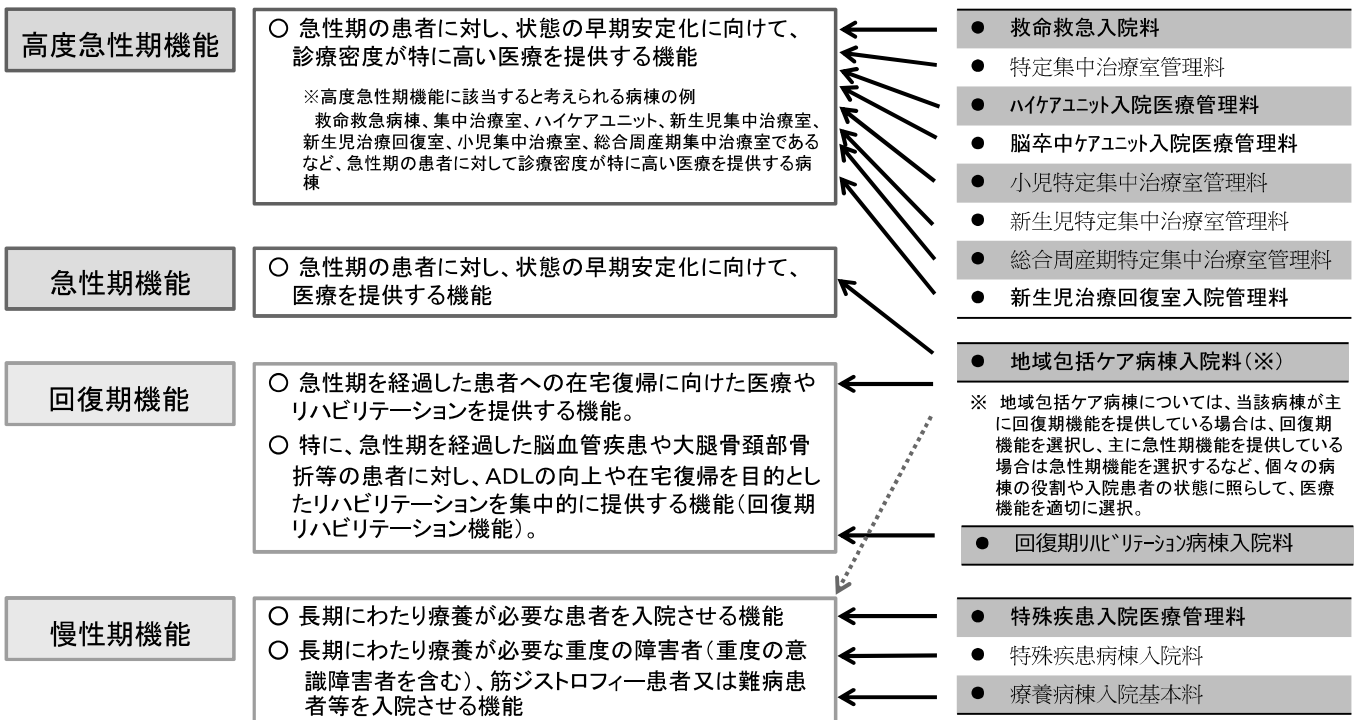 高度急性期機能
○ 急性期の患者に対し、状態の早期安定化に向けて、
診療密度が特に高い医療を提供する機能
※高度急性期機能に該当すると考えられる病棟の例
救命救急病棟、集中治療室、ハイケアユニット、新生児集中治療室、
新生児治療回復室、小児集中治療室、総合周産期集中治療室である
など、急性期の患者に対して診療密度が特に高い医療を提供する病
棟
● 救命救急入院料
● 特定集中治療室管理料
● ハイケアユニット入院医療管理料
● 脳卒中ケアユニット入院医療管理料
● 小児特定集中治療室管理料
● 新生児特定集中治療室管理料
● 総合周産期特定集中治療室管理料
● 新生児治療回復室入院管理料
急性期機能
○ 急性期の患者に対し、状態の早期安定化に向けて、
医療を提供する機能
回復期機能
○ 急性期を経過した患者への在宅復帰に向けた医療や
リハビリテーションを提供する機能。
○ 特に、急性期を経過した脳血管疾患や大腿骨頚部骨
折等の患者に対し、ADLの向上や在宅復帰を目的とし
たリハビリテーションを集中的に提供する機能(回復期
リハビリテーション機能)。
● 地域包括ケア病棟入院料(※)
※ 地域包括ケア病棟については、当該病棟が主
に回復期機能を提供している場合は、回復期
機能を選択し、主に急性期機能を提供している
場合は急性期機能を選択するなど、個々の病
棟の役割や入院患者の状態に照らして、医療
機能を適切に選択。
● 回復期リハビリテーション病棟入院料
慢性期機能
○ 長期にわたり療養が必要な患者を入院させる機能
○ 長期にわたり療養が必要な重度の障害者(重度の意
識障害者を含む)、筋ジストロフィー患者又は難病患
者等を入院させる機能
● 特殊疾患入院医療管理料
● 特殊疾患病棟入院料
● 療養病棟入院基本料